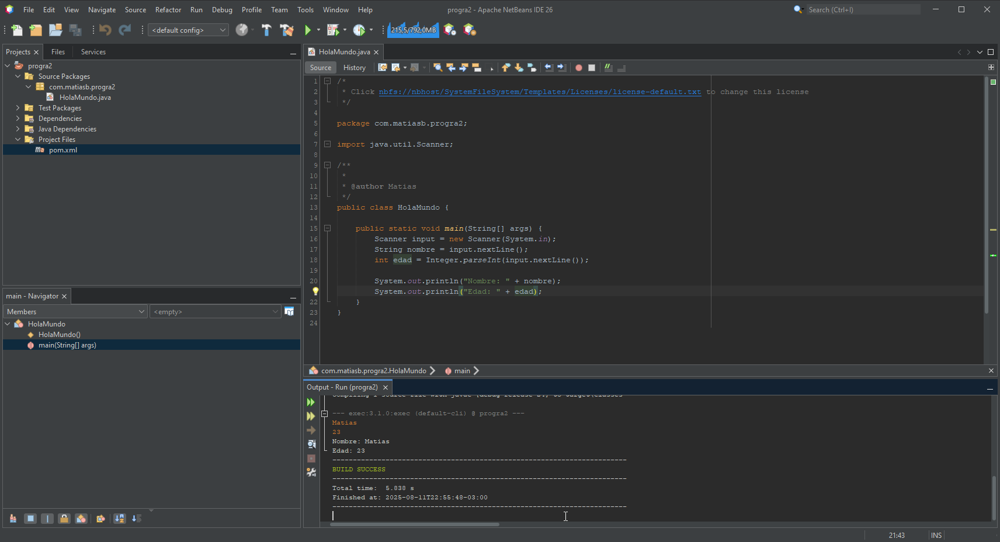 File Edit View Navigate Source Refactor Run Debug Profile Team Tools Window Help
progra2 - Apache NetBeans IDE 26
Search (Ctrl+I)
<default config>
215,5/792,0MB
Projects Files Services
progra2
Source Packages
com.matiasb.progra2
HolaMundo.java
Test Packages
Dependencies
Java Dependencies
Project Files
pom.xml
main - Navigator
Members <empty>
HolaMundo
HolaMundo()
main(String[] args)
HolaMundo.java
Source History
1 /*
2 * Click nbfs://nbhost/SystemFileSystem/Templates/Licenses/license-default.txt to change this license
3 */
4
5 package com.matiasb.progra2;
6
7 import java.util.Scanner;
8
9 /**
10 *
11 * @author Matias
12 */
13 public class HolaMundo {
14
15 public static void main(String[] args) {
16 Scanner input = new Scanner(System.in);
17 String nombre = input.nextLine();
18 int edad = Integer.parseInt(input.nextLine());
19
20 System.out.println("Nombre: " + nombre);
System.out.println("Edad: " + edad);
22 }
23 }
24
com.matiasb.progra2.HolaMundo main
Output - Run (progra2)
--- exec:3.1.0:exec (default-cli) @ progra2 ---
Matias
23
Nombre: Matias
Edad: 23
------------------------------------------------------------------------
BUILD SUCCESS
------------------------------------------------------------------------
Total time: 5.838 s
Finished at: 2025-08-11T22:55:48-03:00
------------------------------------------------------------------------
21:43 INS